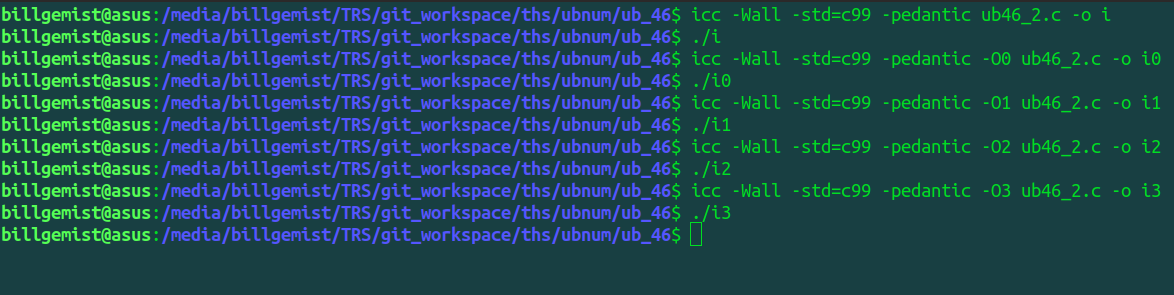 billgemist@asus:/media/billgemist/TRS/git_workspace/ths/ubnum/ub_46$ icc -Wall -std=c99 -pedantic ub46_2.c -o i
billgemist@asus:/media/billgemist/TRS/git_workspace/ths/ubnum/ub_46$ ./i
billgemist@asus:/media/billgemist/TRS/git_workspace/ths/ubnum/ub_46$ icc -Wall -std=c99 -pedantic -O0 ub46_2.c -o i0
billgemist@asus:/media/billgemist/TRS/git_workspace/ths/ubnum/ub_46$ ./i0
billgemist@asus:/media/billgemist/TRS/git_workspace/ths/ubnum/ub_46$ icc -Wall -std=c99 -pedantic -O1 ub46_2.c -o i1
billgemist@asus:/media/billgemist/TRS/git_workspace/ths/ubnum/ub_46$ ./i1
billgemist@asus:/media/billgemist/TRS/git_workspace/ths/ubnum/ub_46$ icc -Wall -std=c99 -pedantic -O2 ub46_2.c -o i2
billgemist@asus:/media/billgemist/TRS/git_workspace/ths/ubnum/ub_46$ ./i2
billgemist@asus:/media/billgemist/TRS/git_workspace/ths/ubnum/ub_46$ icc -Wall -std=c99 -pedantic -O3 ub46_2.c -o i3
billgemist@asus:/media/billgemist/TRS/git_workspace/ths/ubnum/ub_46$ ./i3
billgemist@asus:/media/billgemist/TRS/git_workspace/ths/ubnum/ub_46$